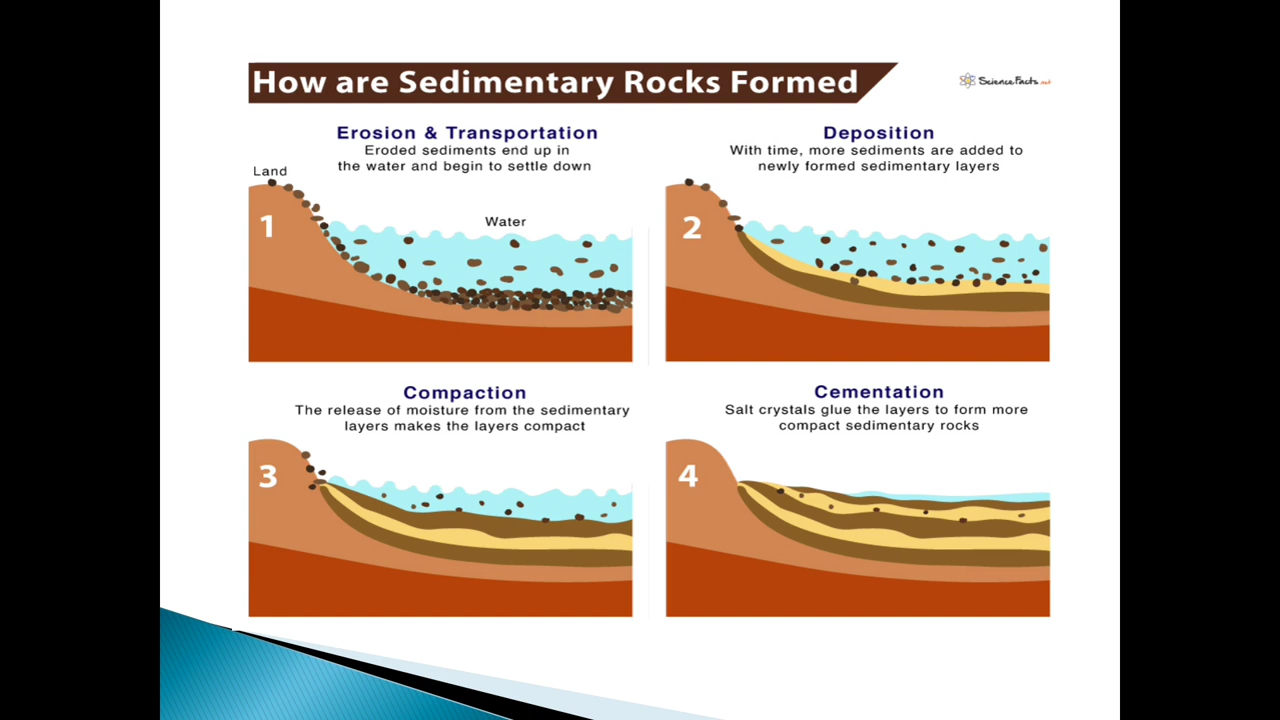 How are Sedimentary Rocks Formed
ScienceFacts.net
Erosion & Transportation
Eroded sediments end up in
the water and begin to settle down
Land
Water
1
Deposition
With time, more sediments are added to
newly formed sedimentary layers
2
Compaction
The release of moisture from the sedimentary
layers makes the layers compact
3
Cementation
Salt crystals glue the layers to form more
compact sedimentary rocks
4